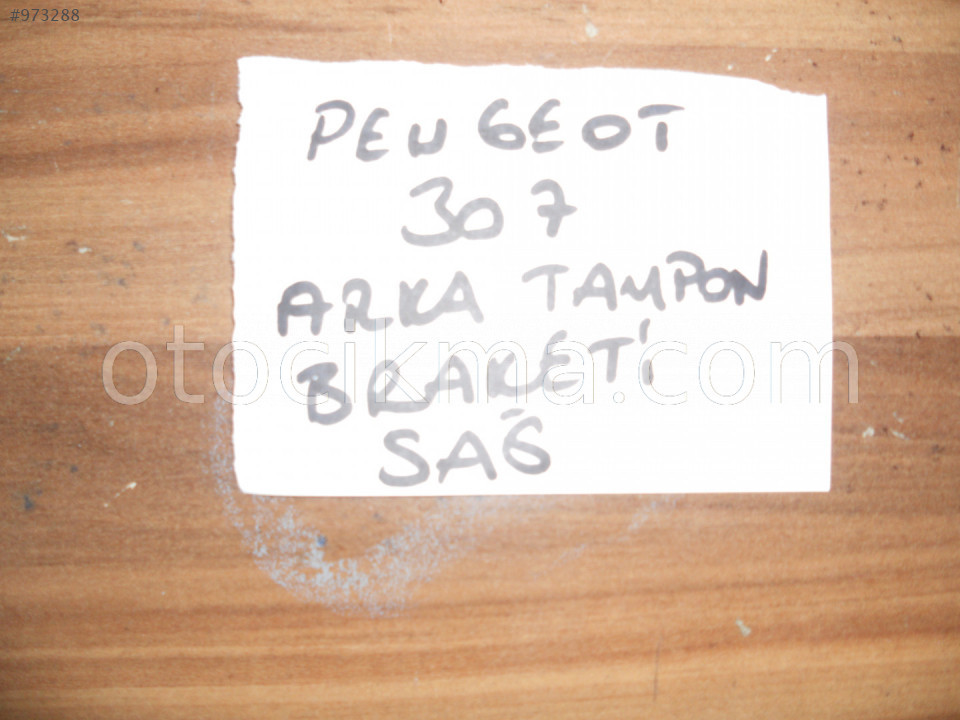 #973288
PEUGEOT
307
ARKA TAMPON
BRAKETİ
SAĞ
otocikma.com